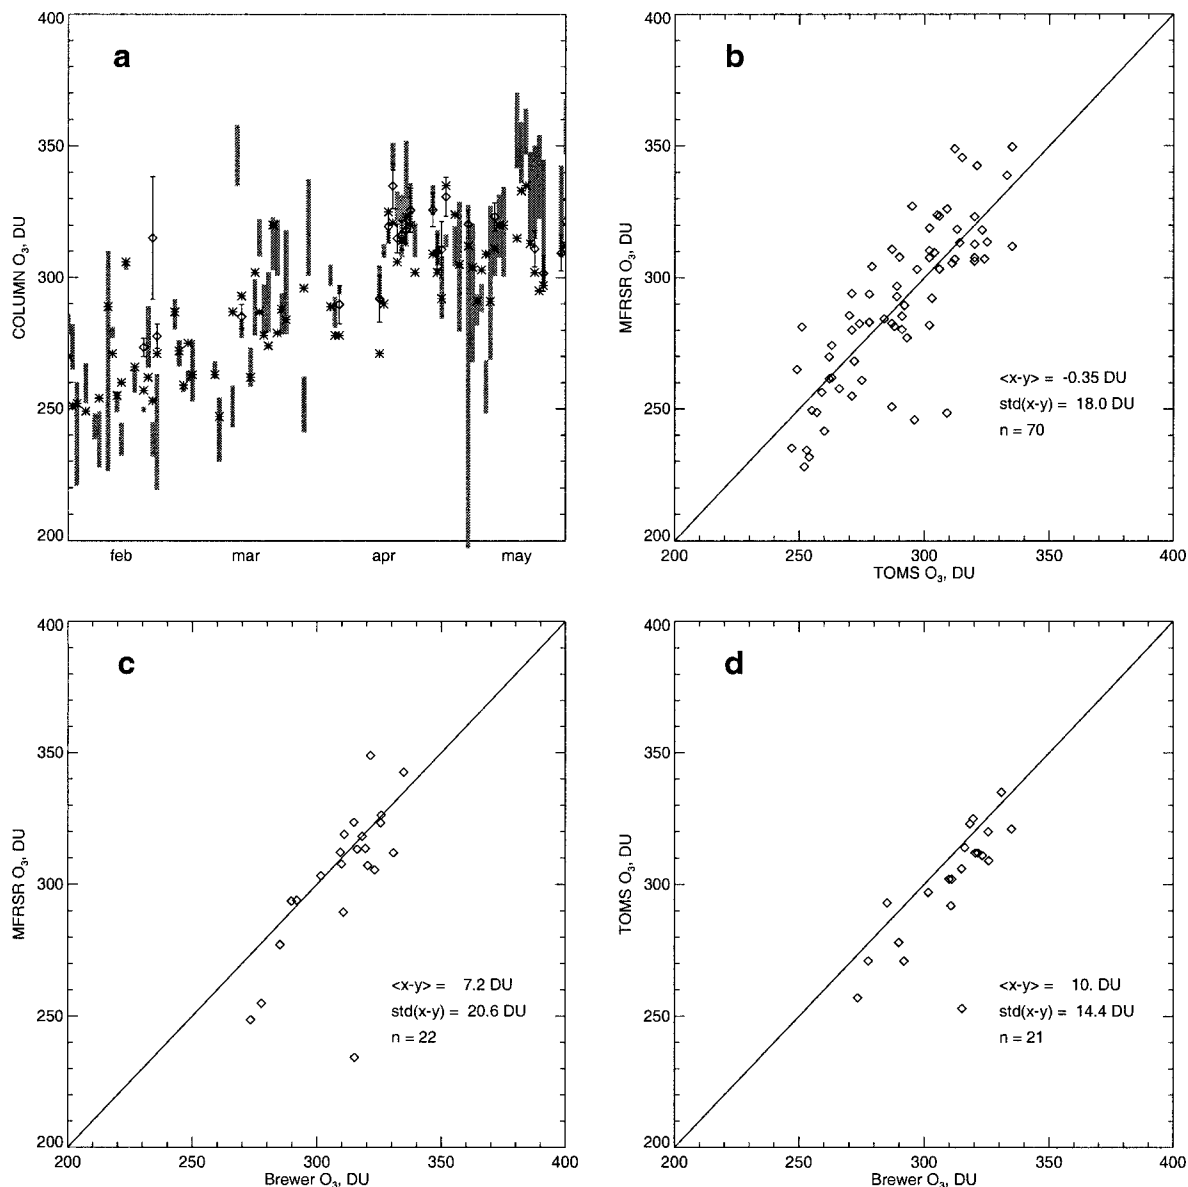 a
COLUMN O3, DU
400
350
300
250
200
feb mar apr may
b
MFRSR O3, DU
400
350
300
250
200
<x-y> = -0.35 DU
std(x-y) = 18.0 DU
n = 70
200 250 300 350 400
TOMS O3, DU
c
MFRSR O3, DU
400
350
300
250
200
<x-y> = 7.2 DU
std(x-y) = 20.6 DU
n = 22
200 250 300 350 400
Brewer O3, DU
d
TOMS O3, DU
400
350
300
250
200
<x-y> = 10. DU
std(x-y) = 14.4 DU
n = 21
200 250 300 350 400
Brewer O3, DU